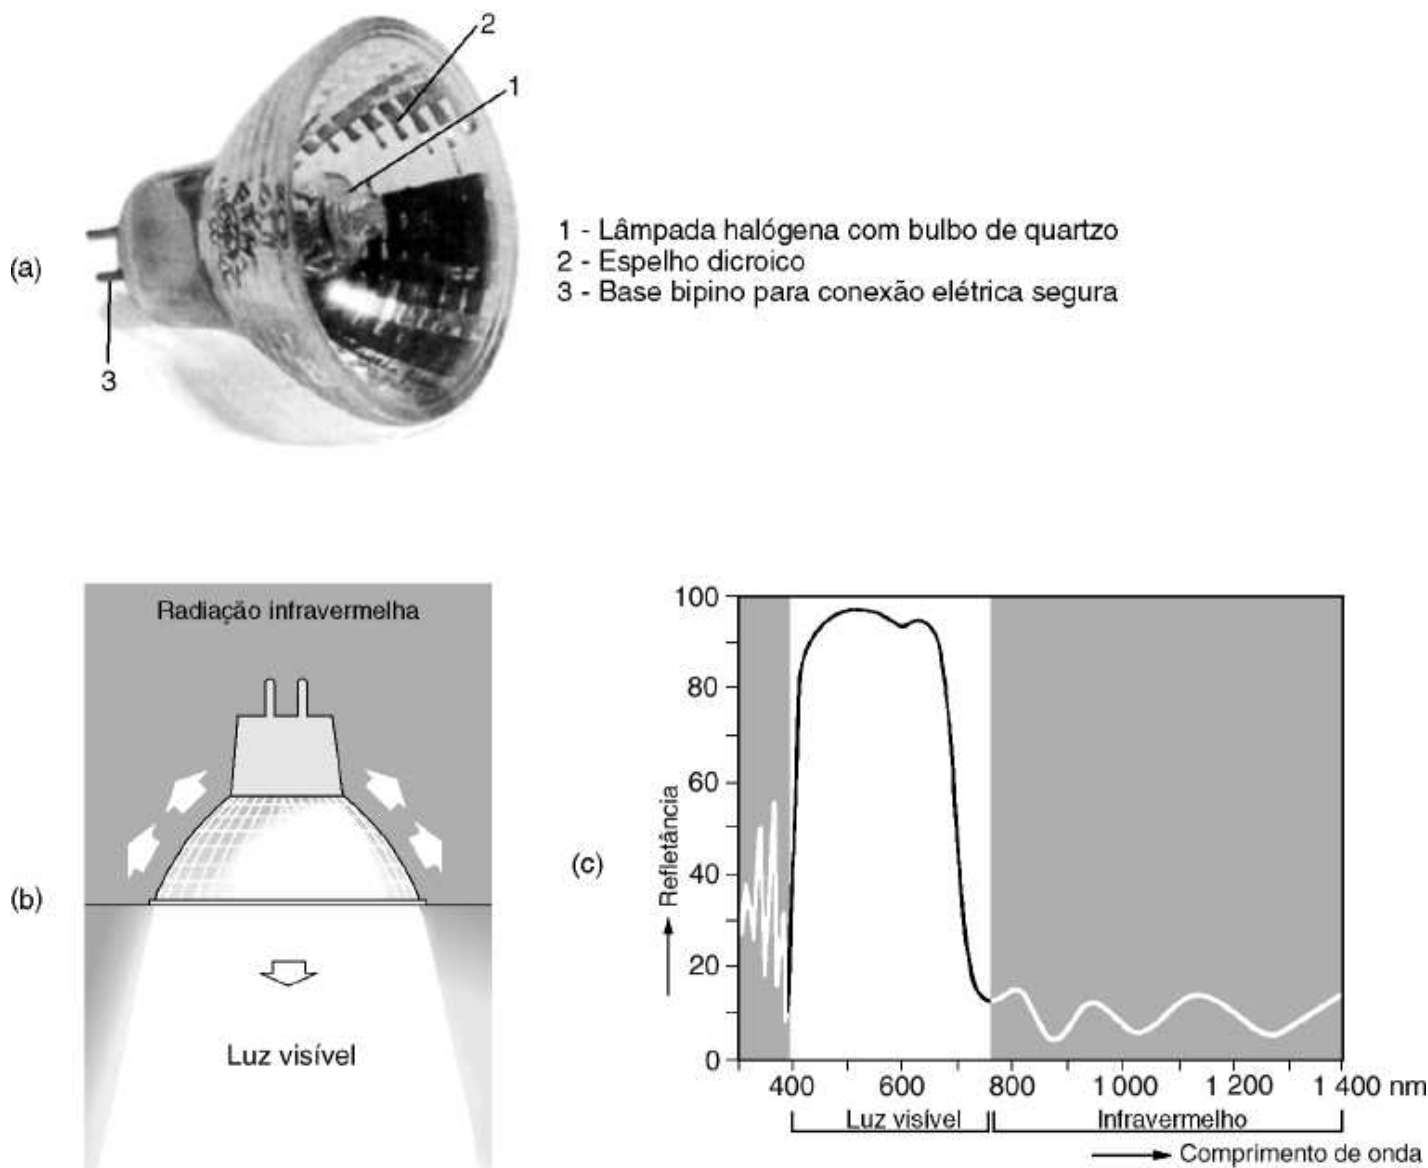 2
1
(a)
3
1 - Lâmpada halógena com bulbo de quartzo
2 - Espelho dicroico
3 - Base bipino para conexão elétrica segura
(b)
Radiação infravermelha
Luz visível
(c)
Refletância
100
80
60
40
20
0
400 600 800 1 000 1 200 1 400 nm
Luz visível Infravermelho
Comprimento de onda